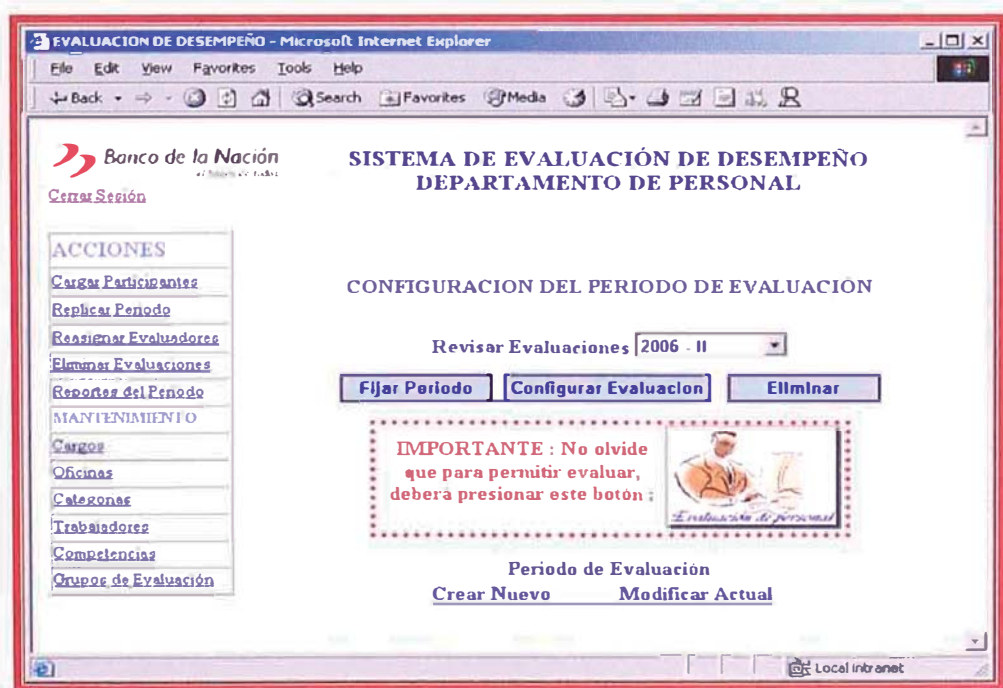 EVALUACION DE DESEMPEÑO - Microsoft Internet Explorer
File Edit View Favorites Tools Help
Back Search Favorites Media
Banco de la Nación
Cerrar Sesión
SISTEMA DE EVALUACIÓN DE DESEMPEÑO
DEPARTAMENTO DE PERSONAL
ACCIONES
Cargar Participantes
Replicar Periodo
Reasignar Evaluadores
Eliminar Evaluaciones
Reportes del Periodo
MANTENIMIENTO
Cargos
Oficinas
Categorias
Trabajadores
Competencias
Grupos de Evaluación
CONFIGURACION DEL PERIODO DE EVALUACIÓN
Revisar Evaluaciones 2006 - II
Fijar Periodo Configurar Evaluacion Eliminar
IMPORTANTE : No olvide
que para permitir evaluar,
deberá presionar este botón :
Evaluación de personal
Periodo de Evaluación
Crear Nuevo Modificar Actual
Local intranet